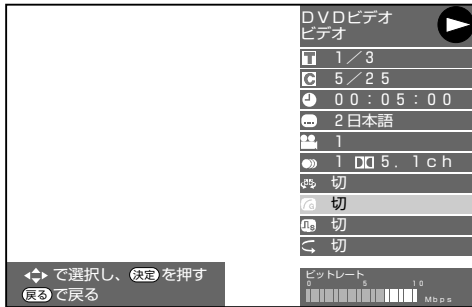 DVDビデオ
ビデオ
T 1／3
C 5／25
00：05：00
2日本語
1
1 DD 5.1ch
切
切
切
切
で選択し、決定を押す
戻るで戻る
ビットレート
0 5 10
Mbps